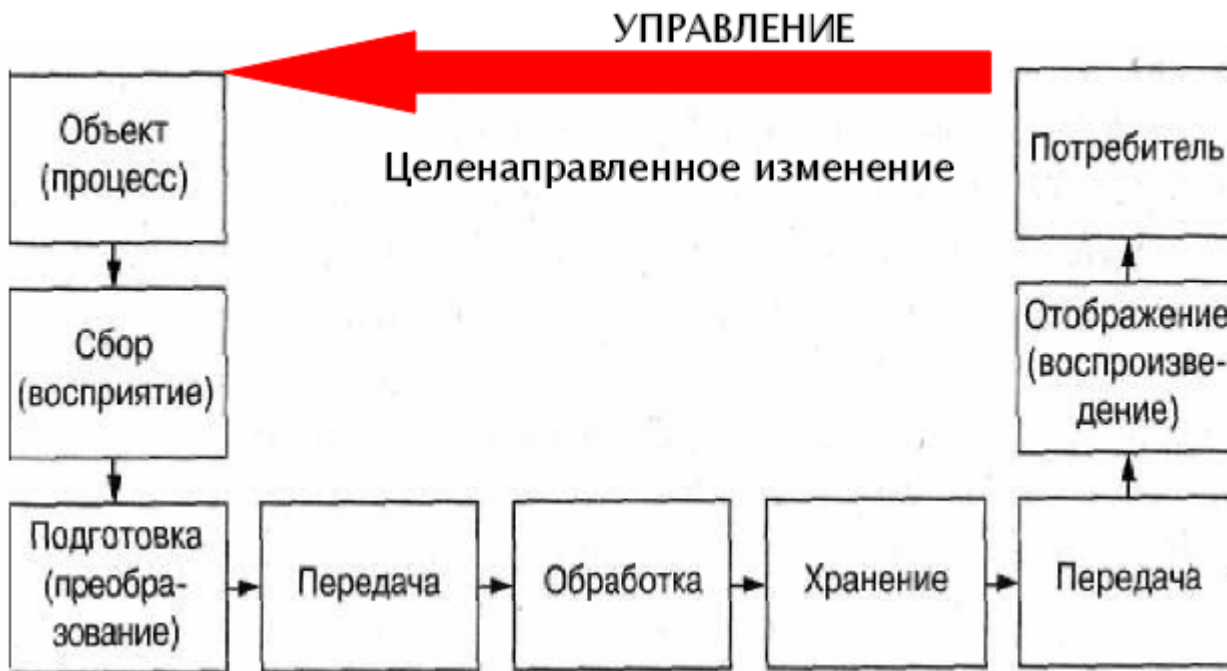 УПРАВЛЕНИЕ
Целенаправленное изменение
Объект
(процесс)
Сбор
(восприятие)
Подготовка
(преобра-
зование)
Передача
Обработка
Хранение
Передача
Отображение
(воспроизве-
дение)
Потребитель